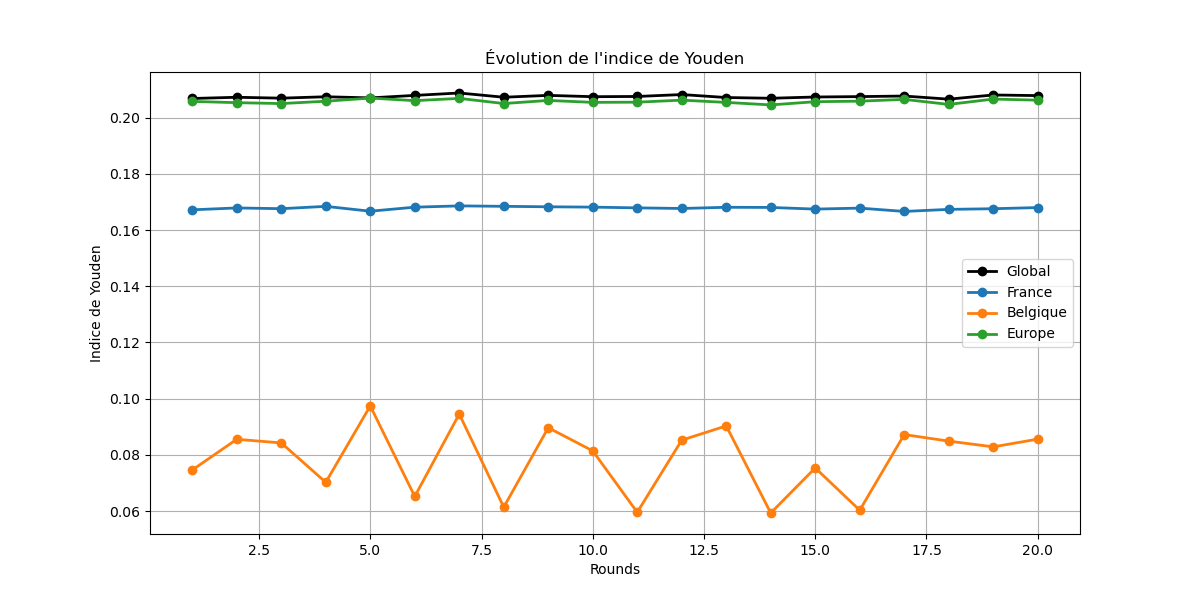 Évolution de l'indice de Youden
Indice de Youden
0.20
0.18
0.16
0.14
0.12
0.10
0.08
0.06
Global
France
Belgique
Europe
2.5 5.0 7.5 10.0 12.5 15.0 17.5 20.0
Rounds